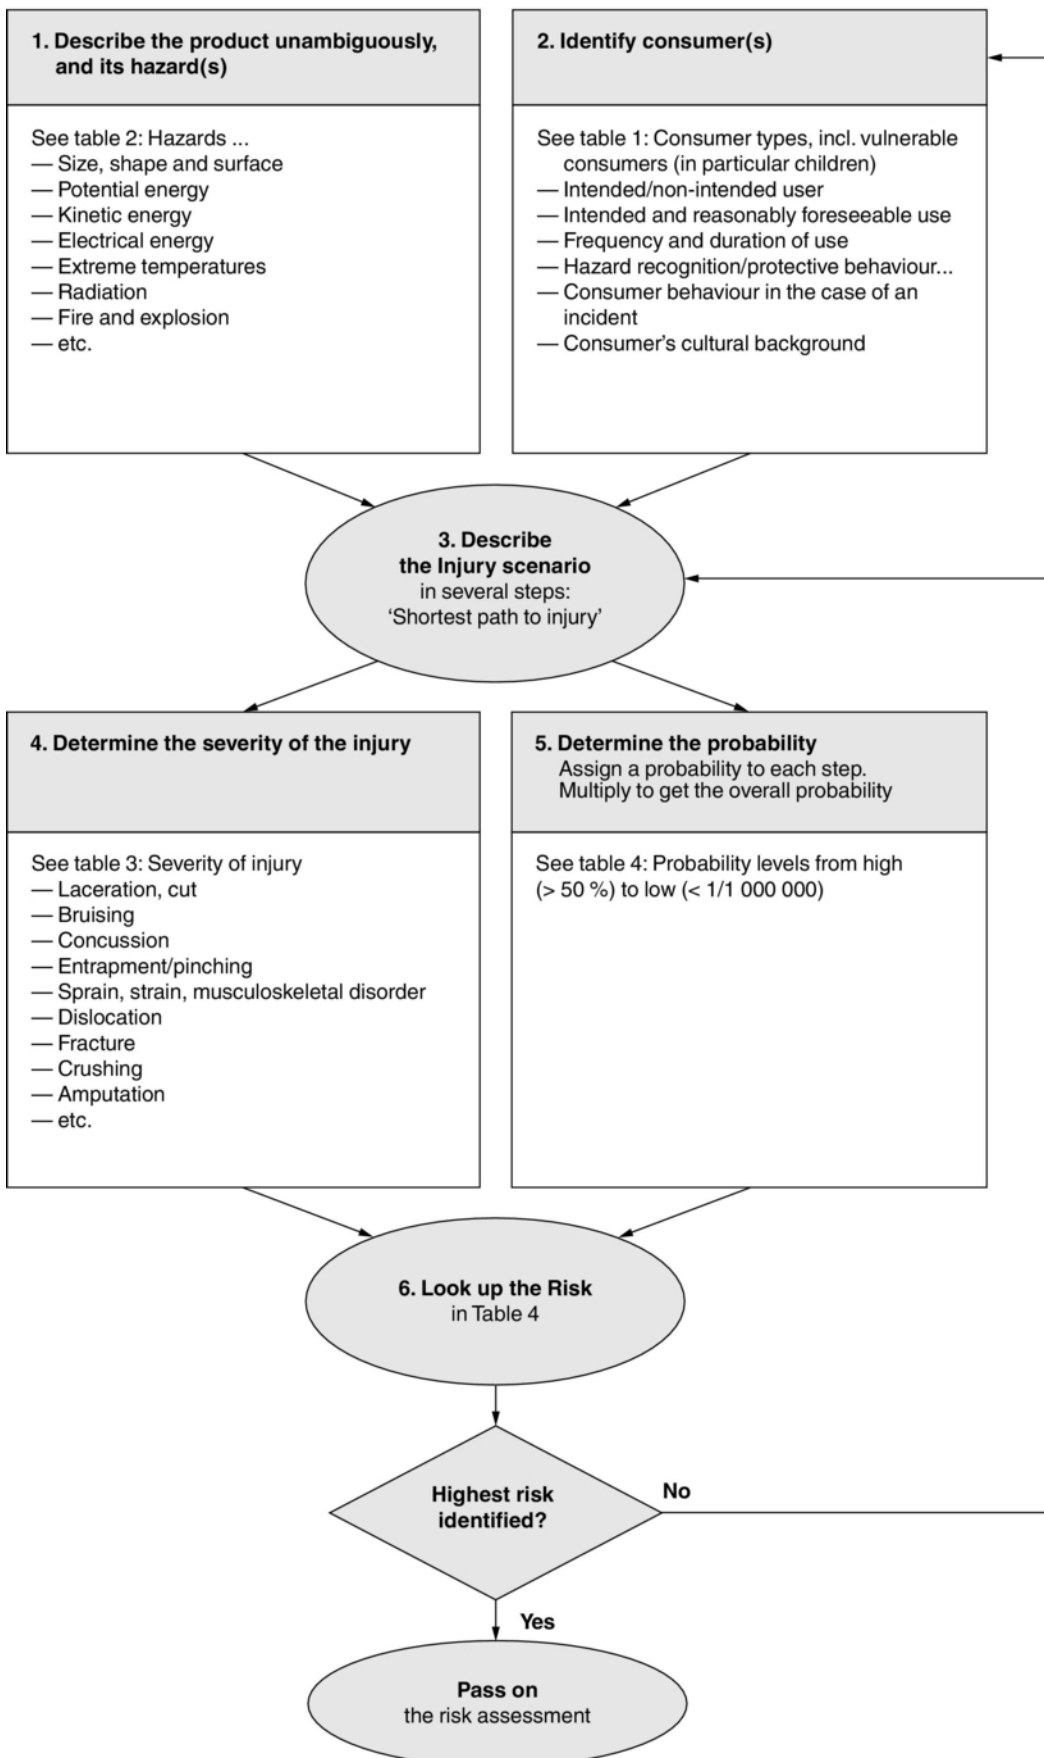 1. Describe the product unambiguously,
and its hazard(s)
See table 2: Hazards ...
— Size, shape and surface
— Potential energy
— Kinetic energy
— Electrical energy
— Extreme temperatures
— Radiation
— Fire and explosion
— etc.
2. Identify consumer(s)
See table 1: Consumer types, incl. vulnerable
consumers (in particular children)
— Intended/non-intended user
— Intended and reasonably foreseeable use
— Frequency and duration of use
— Hazard recognition/protective behaviour...
— Consumer behaviour in the case of an
incident
— Consumer’s cultural background
3. Describe
the Injury scenario
in several steps:
‘Shortest path to injury’
4. Determine the severity of the injury
See table 3: Severity of injury
— Laceration, cut
— Bruising
— Concussion
— Entrapment/pinching
— Sprain, strain, musculoskeletal disorder
— Dislocation
— Fracture
— Crushing
— Amputation
— etc.
5. Determine the probability
Assign a probability to each step.
Multiply to get the overall probability
See table 4: Probability levels from high
(> 50 %) to low (< 1/1 000 000)
6. Look up the Risk
in Table 4
Highest risk
identified?
No
Yes
Pass on
the risk assessment